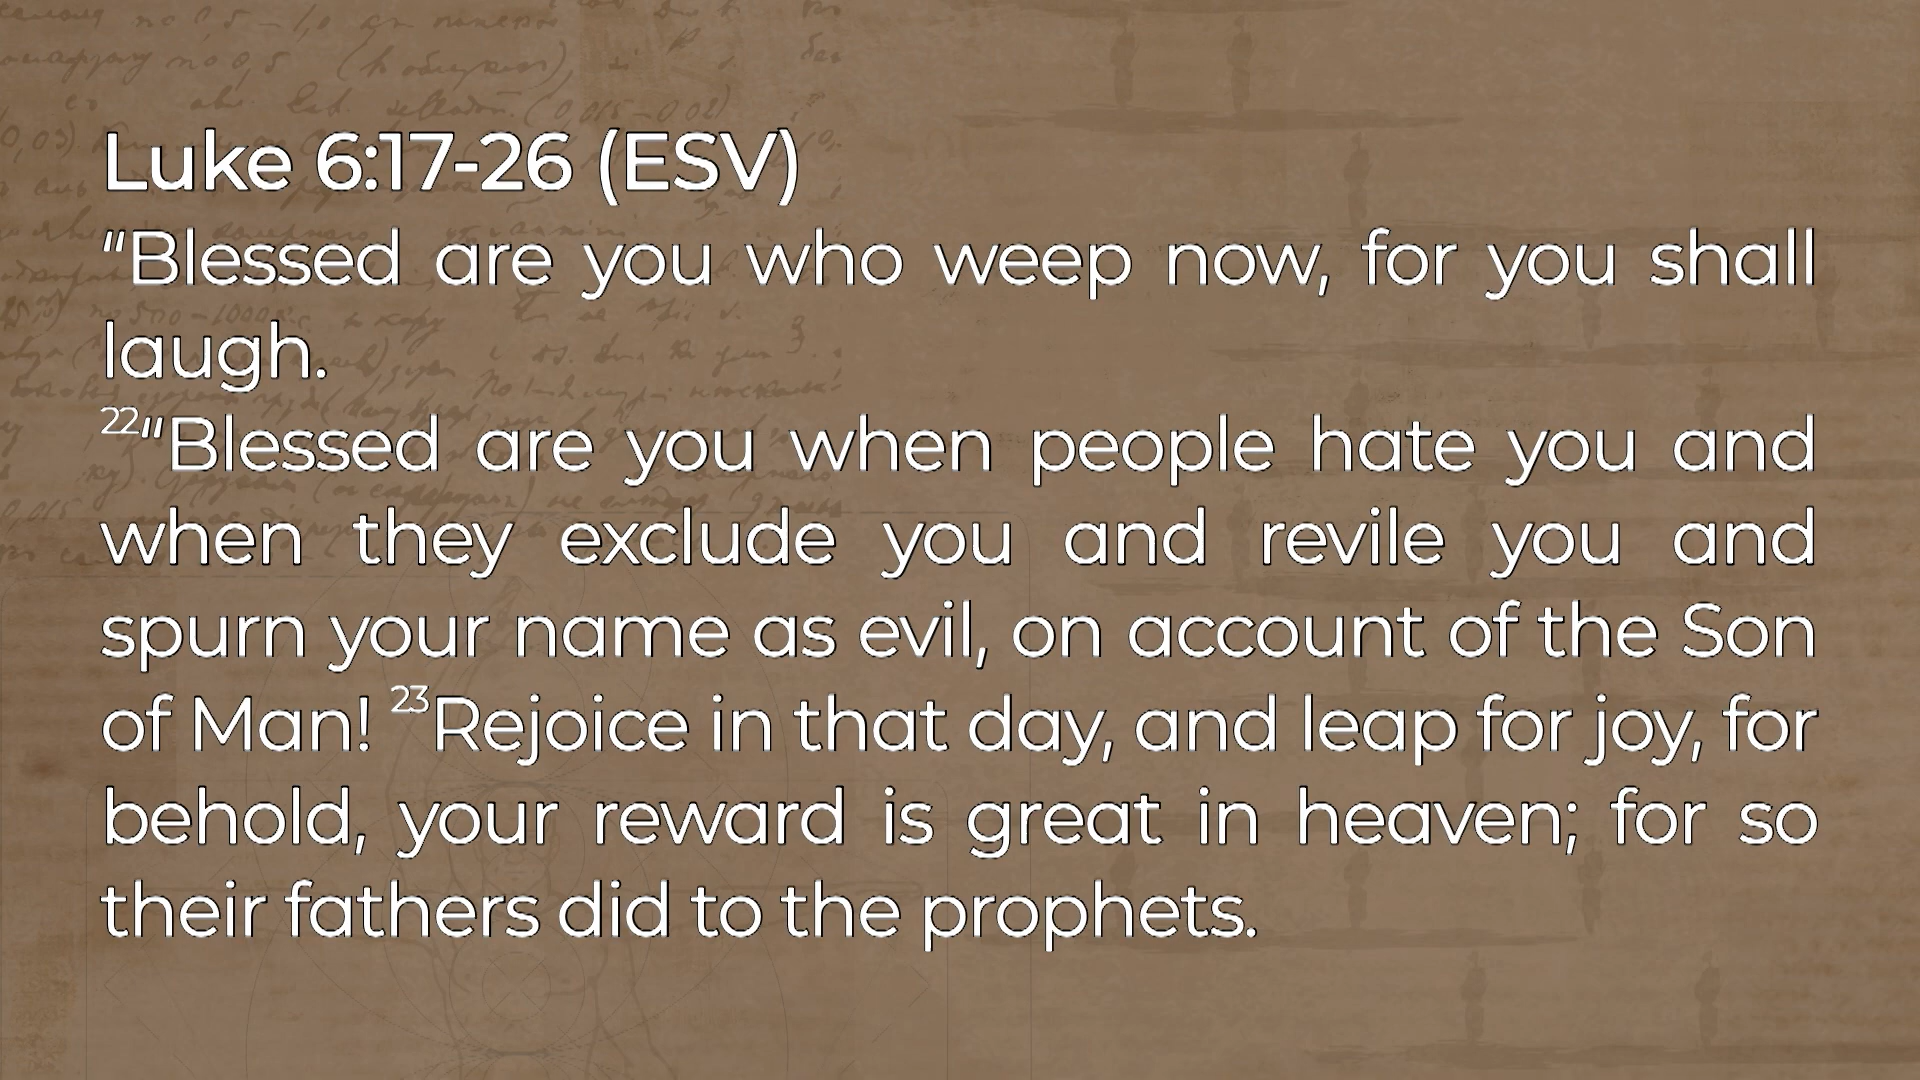 Luke 6:17-26 (ESV)
“Blessed are you who weep now, for you shall
laugh.
22“Blessed are you when people hate you and
when they exclude you and revile you and
spurn your name as evil, on account of the Son
of Man! 23Rejoice in that day, and leap for joy, for
behold, your reward is great in heaven; for so
their fathers did to the prophets.